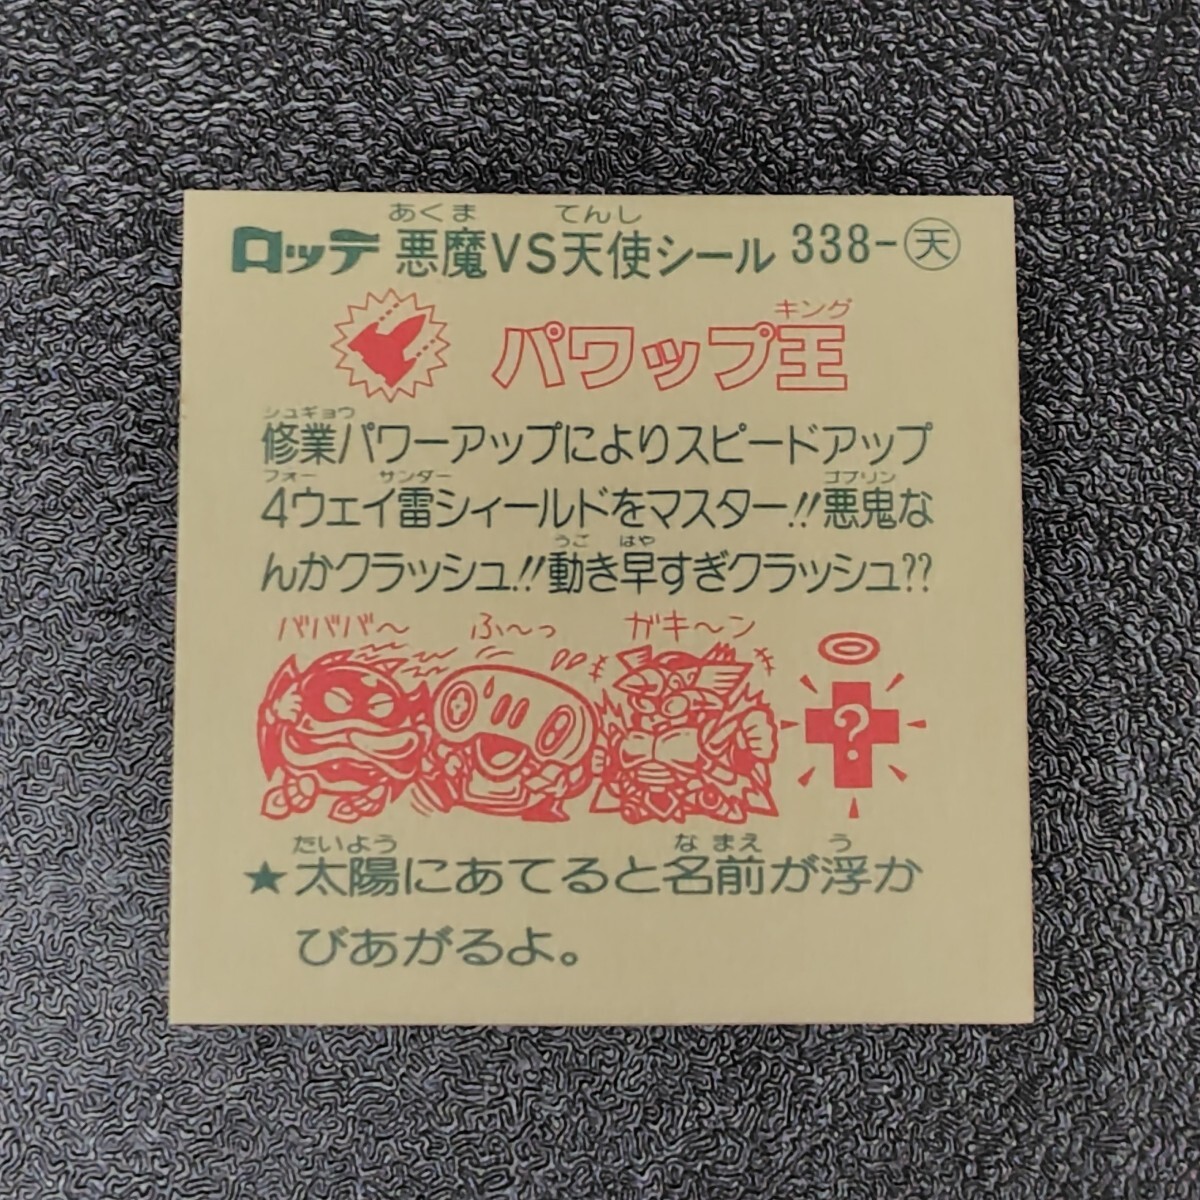 あくま てんし
ロッテ 悪魔VS天使シール 338-天
キング
パワップ王
シュギョウ
修業パワーアップによりスピードアップ
フォー サンダー ゴブリン
4ウェイ雷シィールドをマスター!!悪鬼な
うご はや
んかクラッシュ!!動き早すぎクラッシュ??
バババ〜 ふ〜っ ガキ〜ン
?
たいよう なまえ う
★太陽にあてると名前が浮か
びあがるよ。